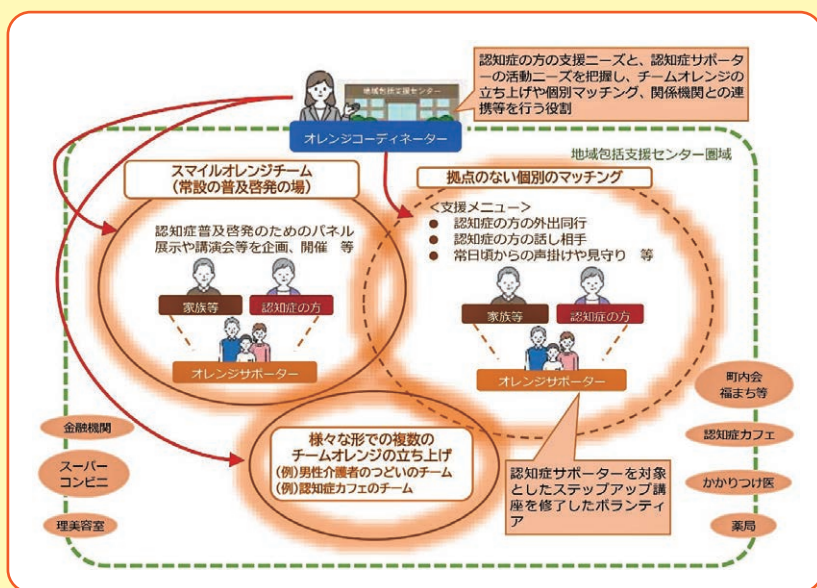 認知症の方の支援ニーズと、認知症サポーター
の活動ニーズを把握し、チームオレンジの
立ち上げや個別マッチング、関係機関との連
携等を行う役割
地域包括支援センター
オレンジコーディネーター
地域包括支援センター圏域
スマイルオレンジチーム
(常設の普及啓発の場)
認知症普及啓発のためのパネル
展示や講演会等を企画、開催 等
家族等
認知症の方
オレンジサポーター
拠点のない個別のマッチング
<支援メニュー>
● 認知症の方の外出同行
● 認知症の方の話し相手
● 常日頃からの声掛けや見守り 等
家族等
認知症の方
オレンジサポーター
様々な形での複数の
チームオレンジの立ち上げ
(例)男性介護者のつどいのチーム
(例)認知症カフェのチーム
認知症サポーターを対象
としたステップアップ講
座を修了したボランティ
ア
金融機関
スーパー
コンビニ
理美容室
町内会
福まち等
認知症カフェ
かかりつけ医
薬局